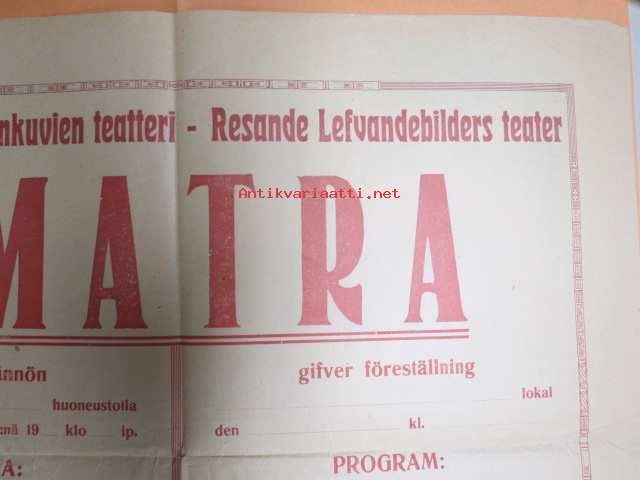 nkuvien teatteri - Resande Lefvandebilders teater
Antikvariaatti.net
MATRA
innön
gifver föreställning
huoneustolla
lokal
:nä 19 klo ip.
den kl.
A:
PROGRAM: